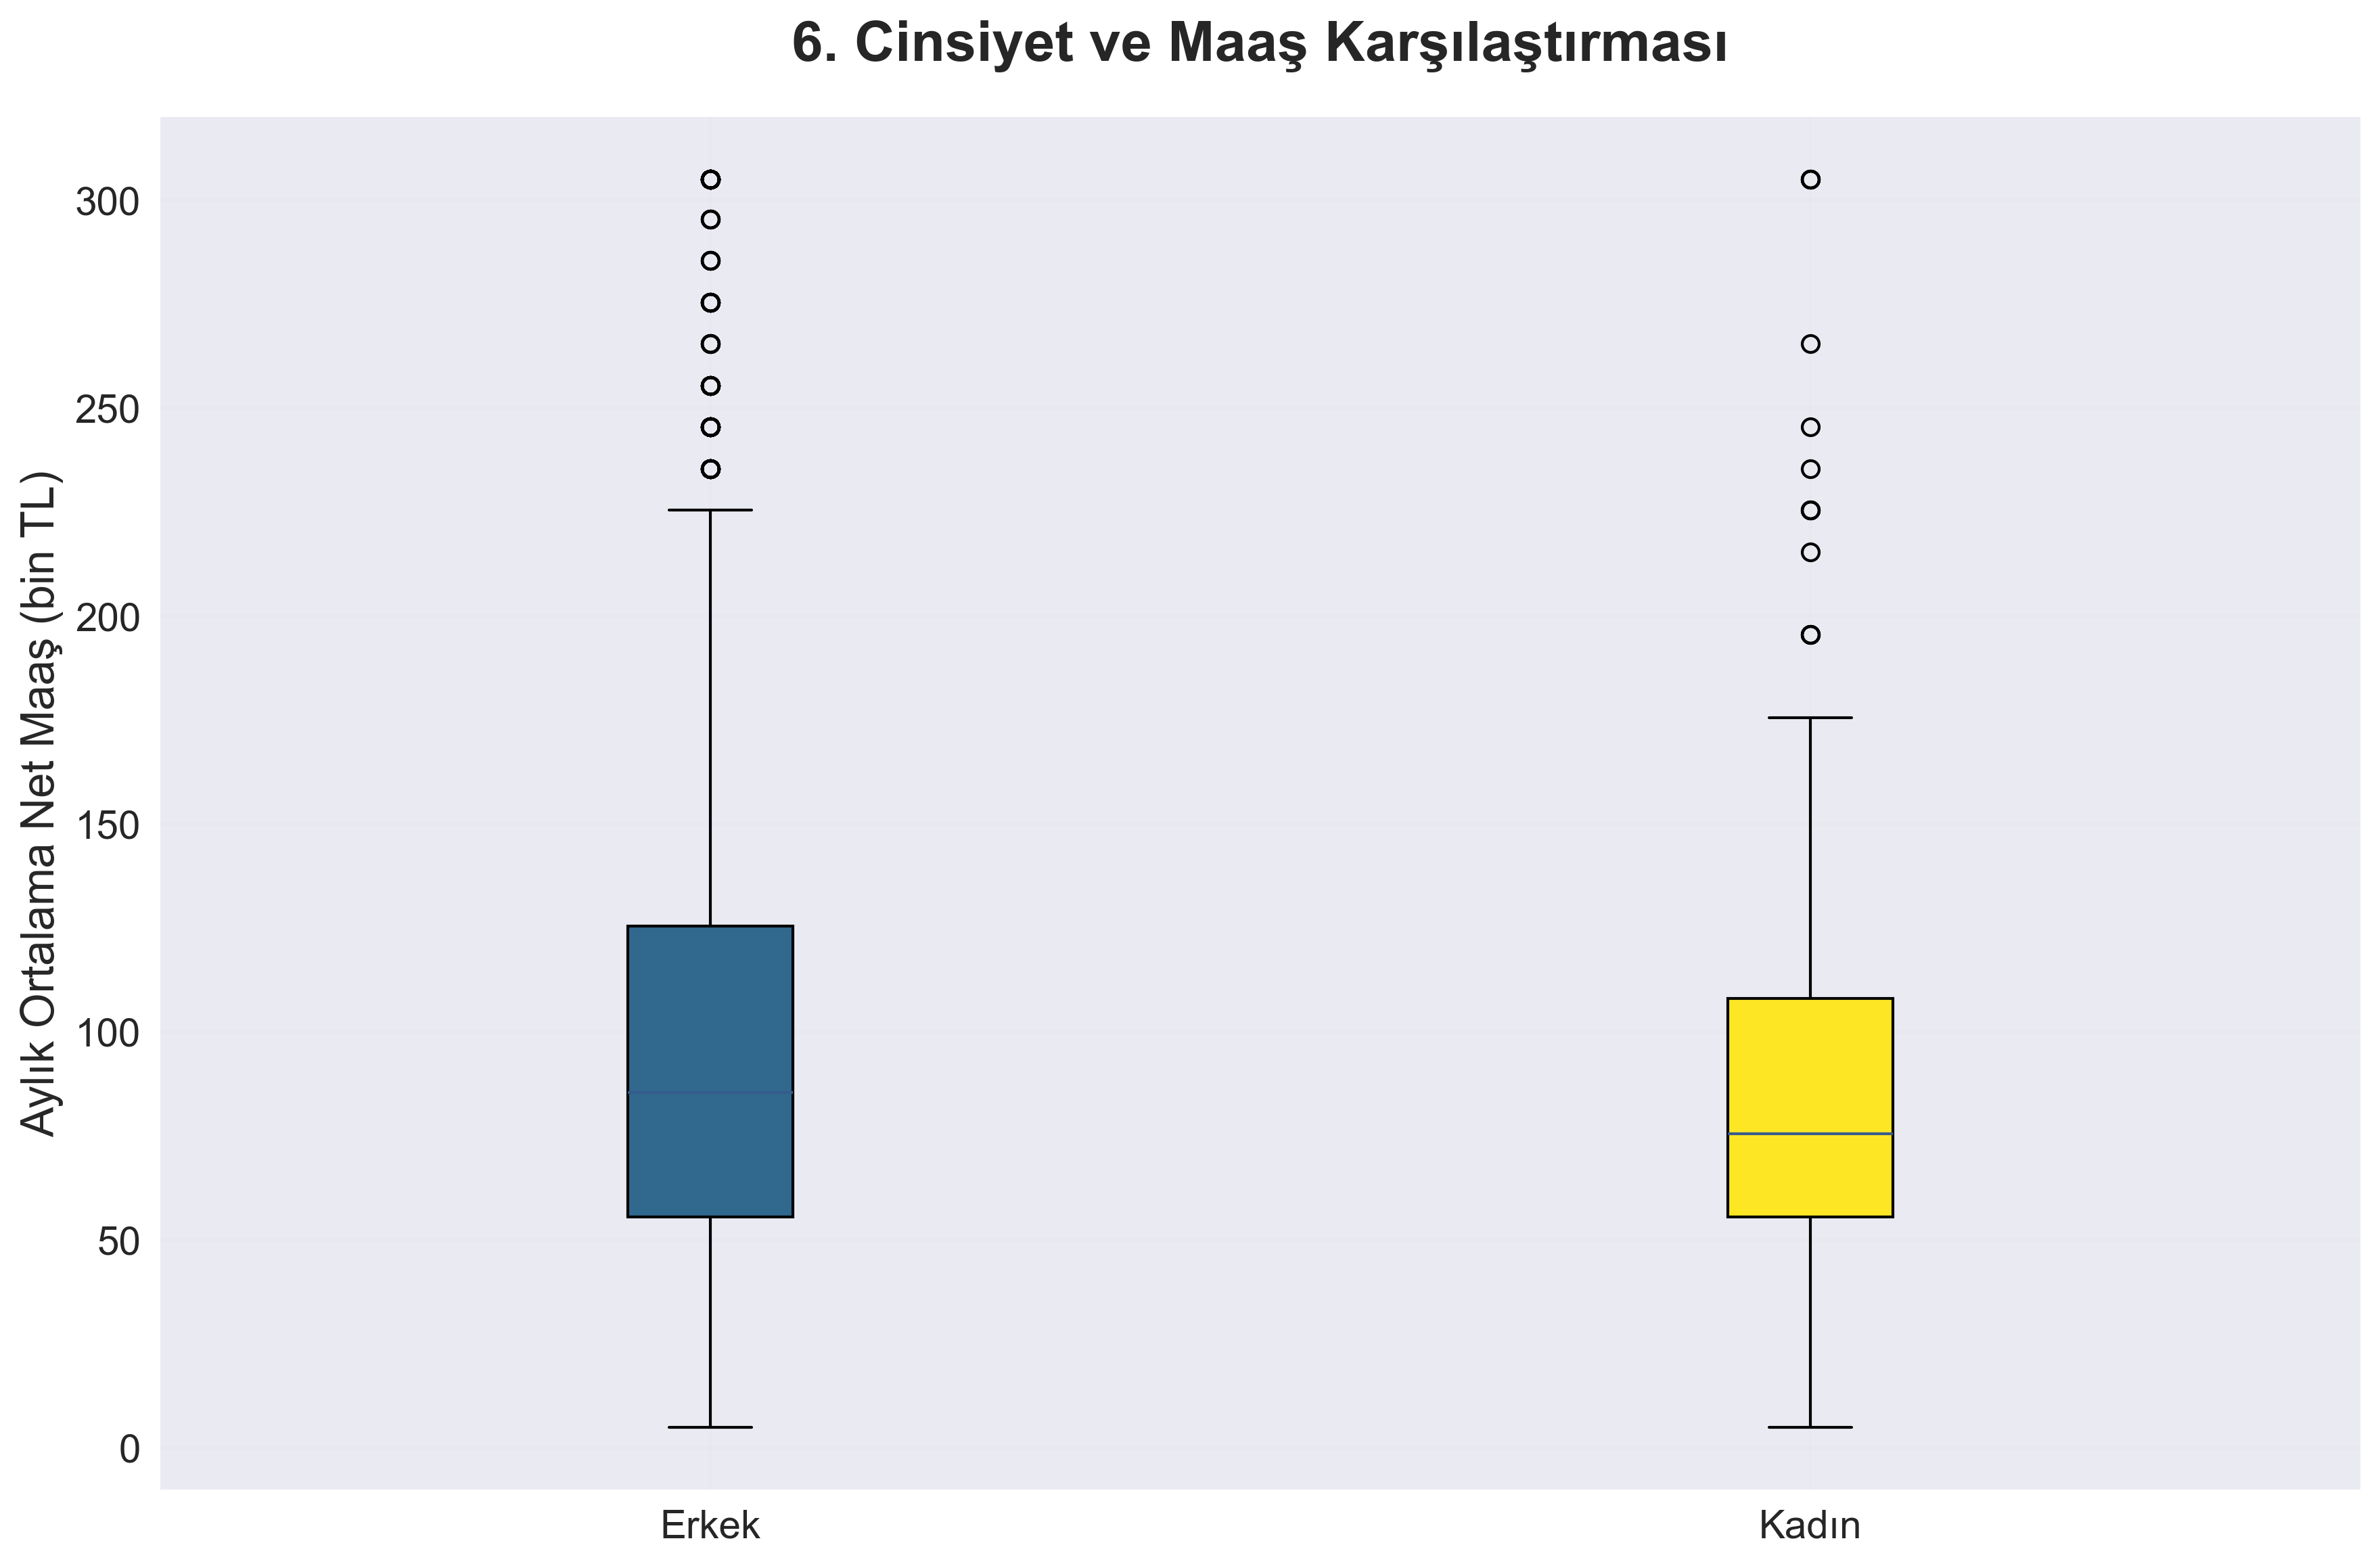 6. Cinsiyet ve Maaş Karşılaştırması
Aylık Ortalama Net Maaş (bin TL)
300
250
200
150
100
50
0
Erkek
Kadın